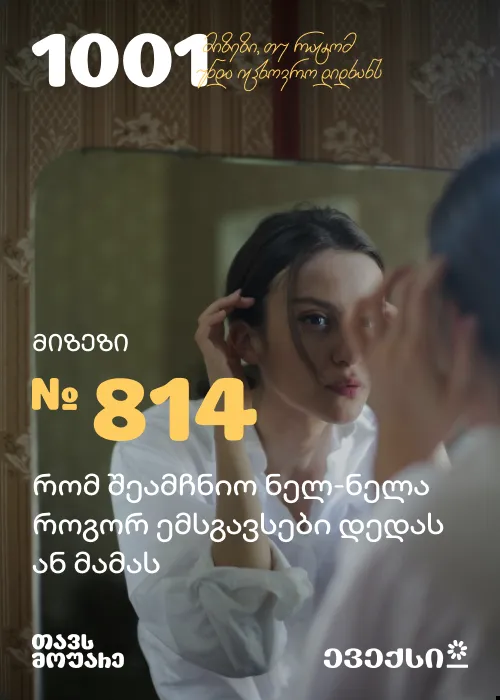 1001 მიზეზი, თუ რატომ
უნდა იცხოვრო დიდხანს
მიზეზი
№ 814
რომ შეამჩნიო ნელ-ნელა
როგორ ემსგავსები დედას
ან მამას
თავს
მოუარე
ევექსი